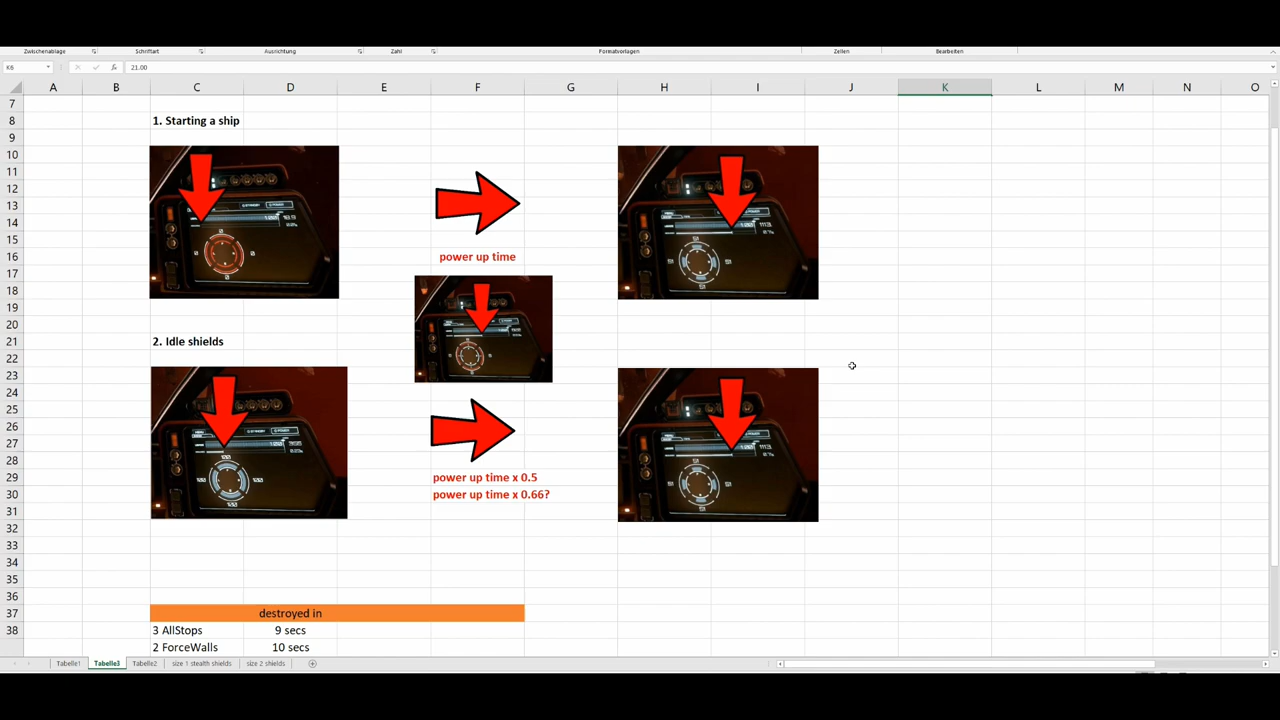 Zwischenablage Schriftart Ausrichtung Zahl Formatvorlagen Zellen Bearbeiten
K6 21.00
A B C D E F G H I J K L M N O
7
8 1. Starting a ship
9
10
11
12
13
14
15
16 power up time
17
18
19
20
21 2. Idle shields
22
23
24
25
26
27
28
29 power up time x 0.5
30 power up time x 0.66?
31
32
33
34
35
36
37 destroyed in
38 3 AllStops 9 secs
2 ForceWalls 10 secs
Tabelle1 Tabelle3 Tabelle2 size 1 stealth shields size 2 shields